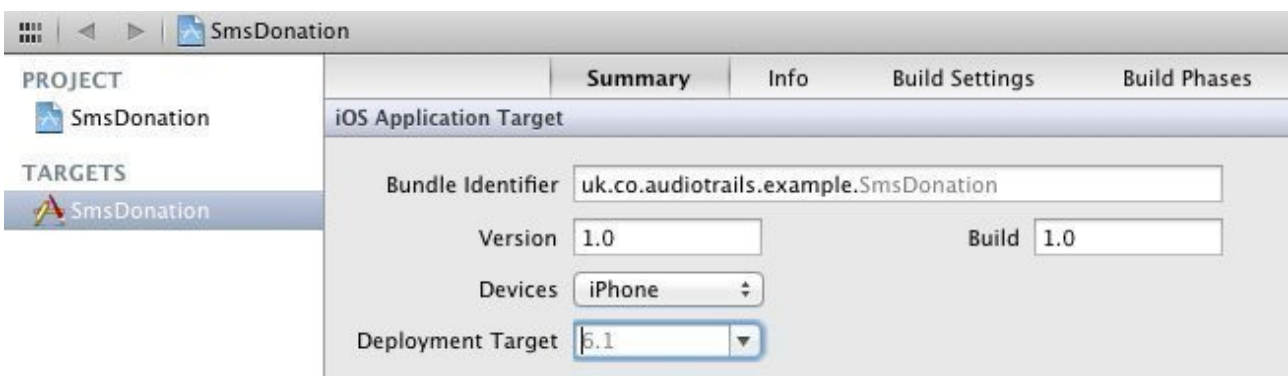 SmsDonation
PROJECT
SmsDonation
TARGETS
SmsDonation
Summary Info Build Settings Build Phases
iOS Application Target
Bundle Identifier uk.co.audiotrails.example.SmsDonation
Version 1.0 Build 1.0
Devices iPhone
Deployment Target 6.1